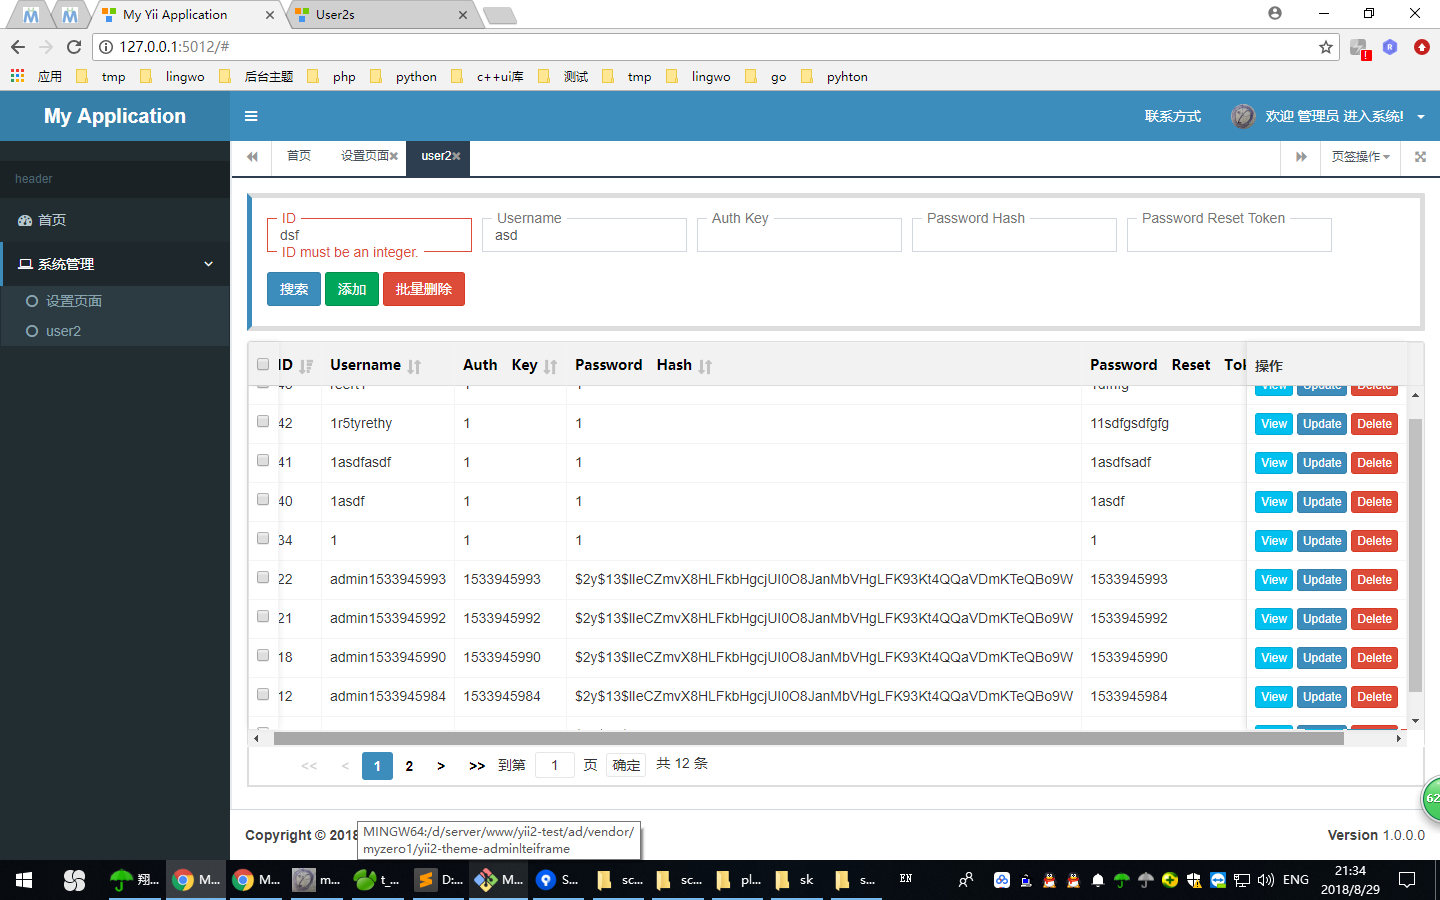 My Yii Application
User2s
127.0.0.1:5012/#
应用 tmp lingwo 后台主题 php python c++ui库 测试 tmp lingwo go pyhton
My Application
联系方式 欢迎 管理员 进入系统!
首页 设置页面 user2 页签操作
header
首页
系统管理
设置页面
user2
ID Username Auth Key Password Hash Password Reset Token
dsf asd
ID must be an integer.
搜索 添加 批量删除
ID Username Auth Key Password Hash Password Reset 操作
View Update Delete
42 1r5tyrethy 1 1 11sdfgsdfgfg View Update Delete
41 1asdfasdf 1 1 1asdfsadf View Update Delete
40 1asdf 1 1 1asdf View Update Delete
34 1 1 1 1 View Update Delete
22 admin1533945993 1533945993 $2y$13$IIeCZmvX8HLFkbHgcjUI0O8JanMbVHgLFK93Kt4QQaVDmKTeQBo9W 1533945993 View Update Delete
21 admin1533945992 1533945992 $2y$13$IIeCZmvX8HLFkbHgcjUI0O8JanMbVHgLFK93Kt4QQaVDmKTeQBo9W 1533945992 View Update Delete
18 admin1533945990 1533945990 $2y$13$IIeCZmvX8HLFkbHgcjUI0O8JanMbVHgLFK93Kt4QQaVDmKTeQBo9W 1533945990 View Update Delete
12 admin1533945984 1533945984 $2y$13$IIeCZmvX8HLFkbHgcjUI0O8JanMbVHgLFK93Kt4QQaVDmKTeQBo9W 1533945984 View Update Delete
<< < 1 2 > >> 到第 1 页 确定 共 12 条
62
Copyright © 2018 Version 1.0.0.0
MINGW64:/d/server/www/yii2-test/ad/vendor/
myzero1/yii2-theme-adminlteiframe
翔... M... M... m... t_... D:... M... S... sc... sc... pl... sk s... EN ENG
21:34
2018/8/29